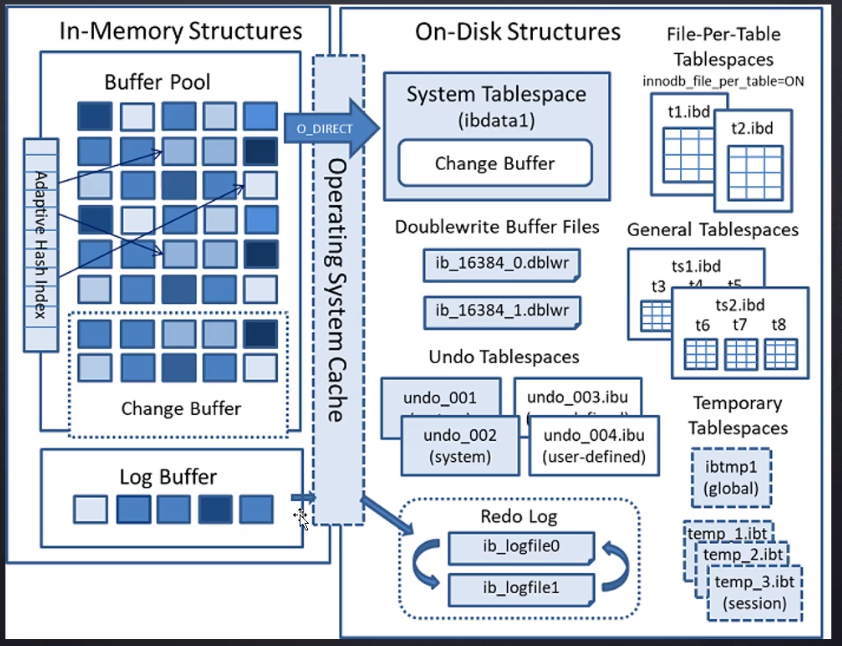 In-Memory Structures
Buffer Pool
Adaptive Hash Index
Change Buffer
Log Buffer
O_DIRECT
Operating System Cache
On-Disk Structures
System Tablespace
(ibdata1)
Change Buffer
Doublewrite Buffer Files
ib_16384_0.dblwr
ib_16384_1.dblwr
Undo Tablespaces
undo_001
undo_003.ibu
undo_002
(system)
undo_004.ibu
(user-defined)
Redo Log
ib_logfile0
ib_logfile1
File-Per-Table
Tablespaces
innodb_file_per_table=ON
t1.ibd
t2.ibd
General Tablespaces
ts1.ibd
t3 t4 t5
ts2.ibd
t6 t7 t8
Temporary
Tablespaces
ibtmp1
(global)
temp_1.ibt
temp_2.ibt
temp_3.ibt
(session)